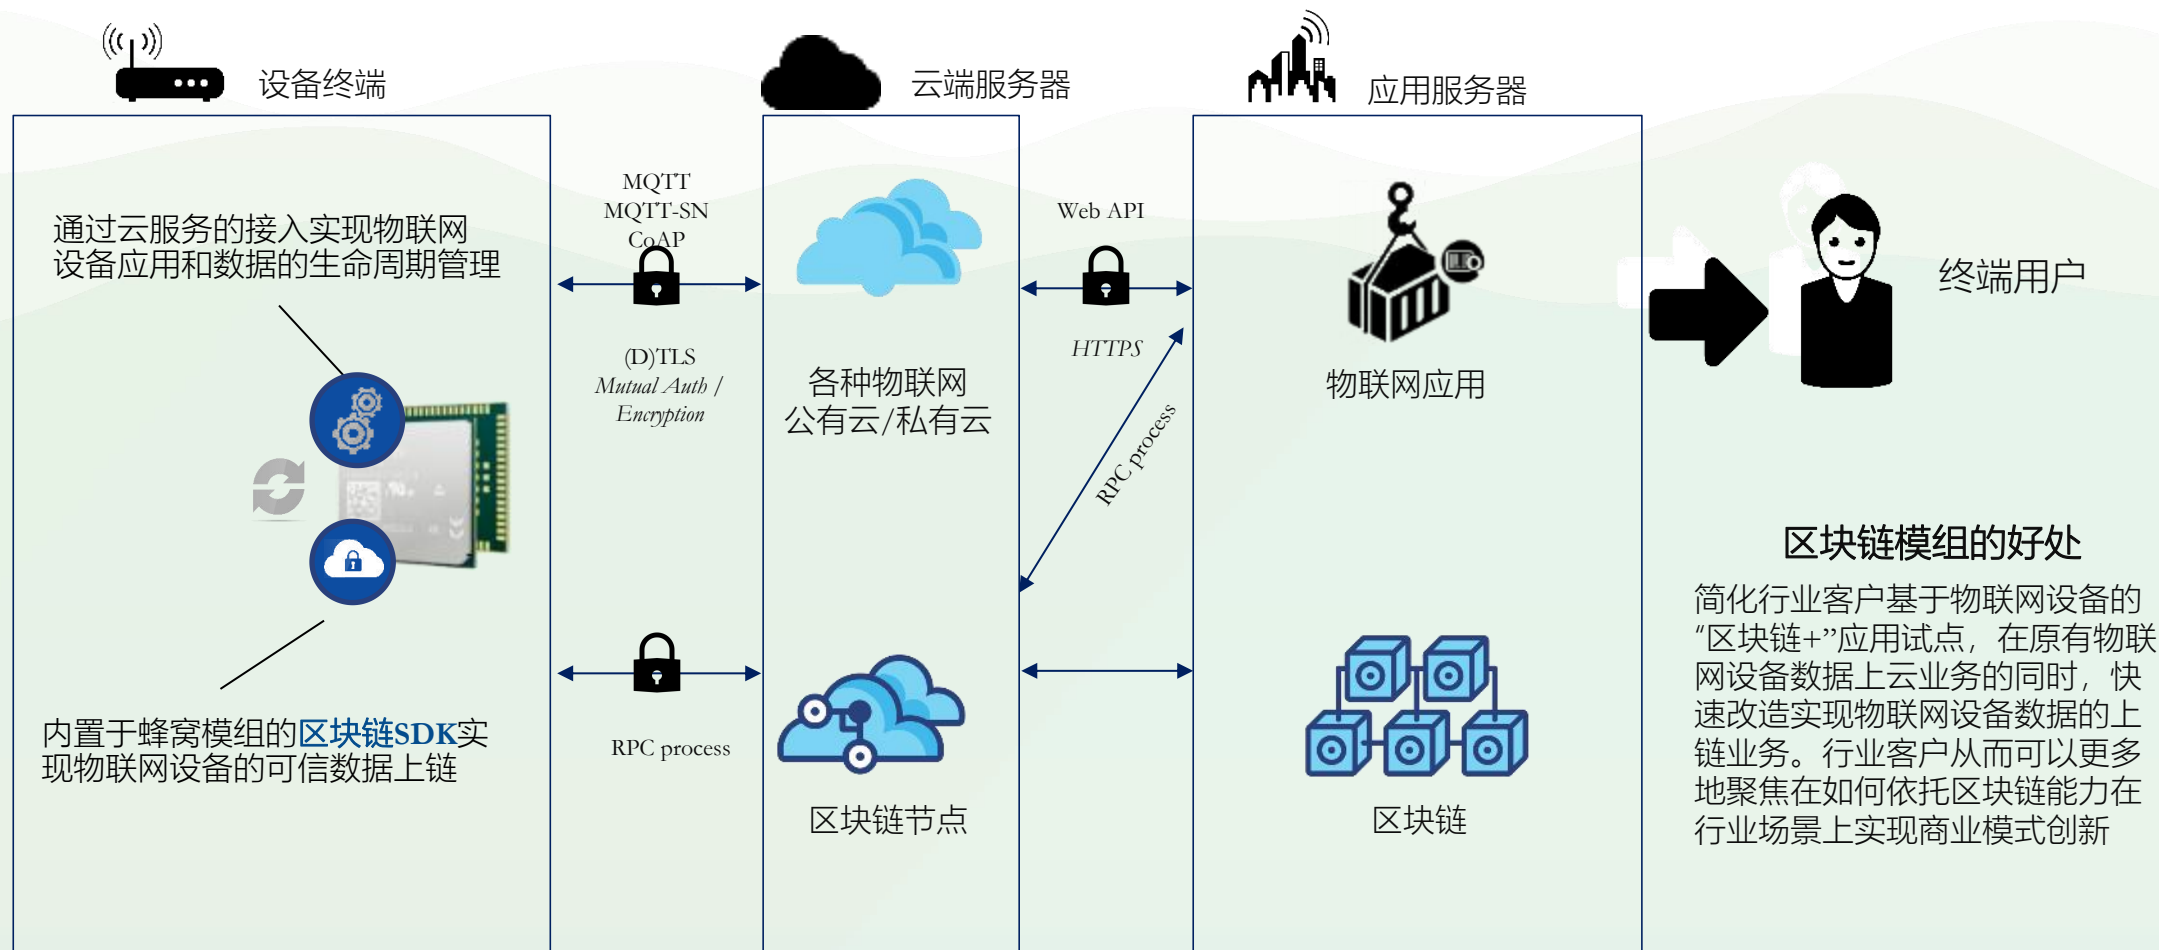 设备终端
云端服务器
应用服务器
通过云服务的接入实现物联网
设备应用和数据的生命周期管理
内置于蜂窝模组的区块链SDK实
现物联网设备的可信数据上链
MQTT
MQTT-SN
CoAP
(D)TLS
Mutual Auth /
Encryption
RPC process
各种物联网
公有云/私有云
区块链节点
Web API
HTTPS
RPC process
物联网应用
区块链
终端用户
区块链模组的好处
简化行业客户基于物联网设备的
“区块链+”应用试点，在原有物联
网设备数据上云业务的同时，快
速改造实现物联网设备数据的上
链业务。行业客户从而可以更多
地聚焦在如何依托区块链能力在
行业场景上实现商业模式创新